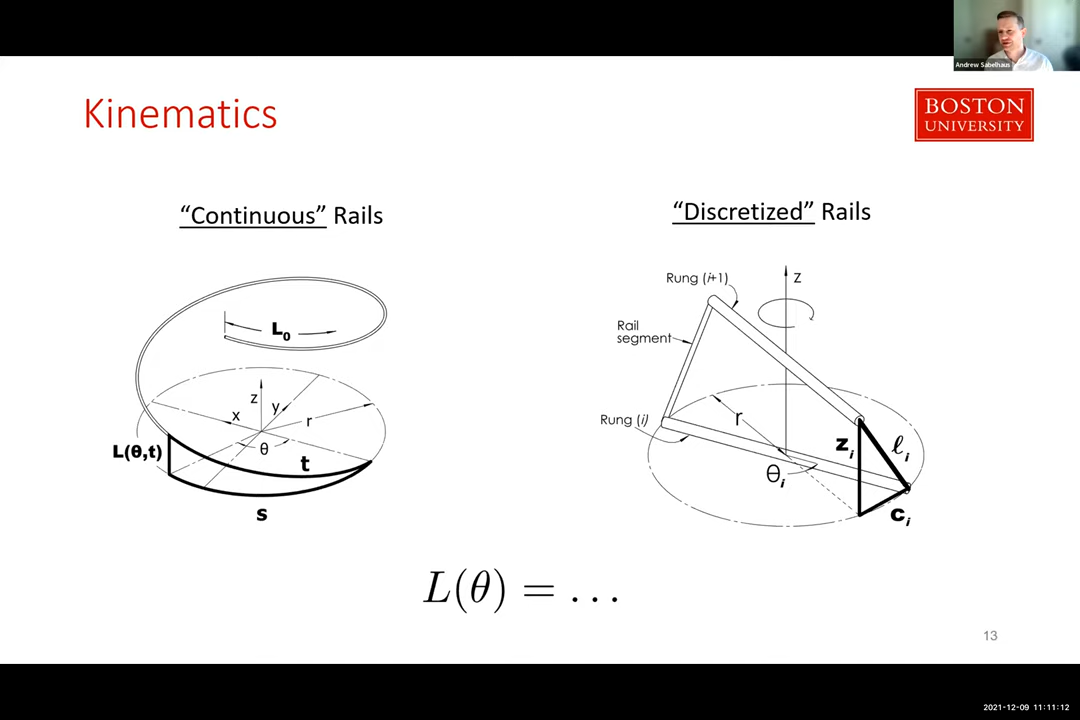 Andrew Sabelhaus
Kinematics
BOSTON
UNIVERSITY
“Continuous” Rails
“Discretized” Rails
L₀
z
y
x
r
θ
L(θ,t)
t
s
Rung (i+1)
z
Rail
segment
Rung (i)
r
zᵢ
ℓᵢ
θᵢ
cᵢ
L(θ) = . . .
13
2021-12-09 11:11:12